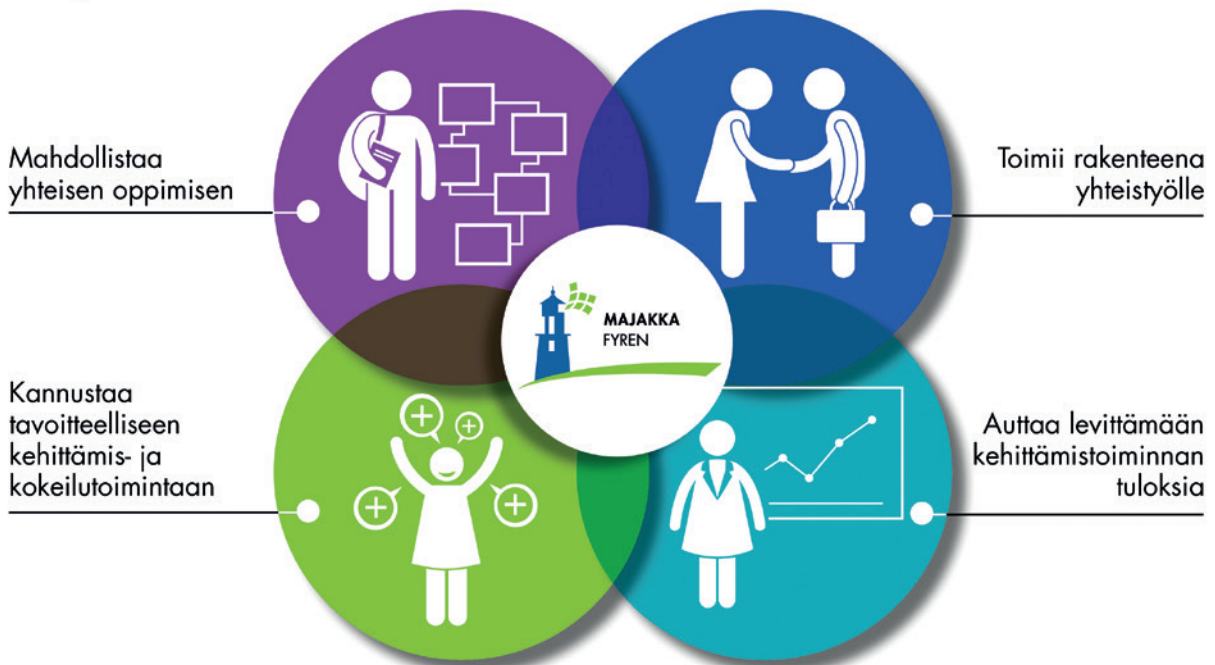 Mahdollistaa
yhteisen oppimisen
Toimii rakenteena
yhteistyölle
MAJAKKA
FYREN
Kannustaa
tavoitteelliseen
kehittämis- ja
kokeilutoimintaan
Auttaa levittämään
kehittämistoiminnan
tuloksia